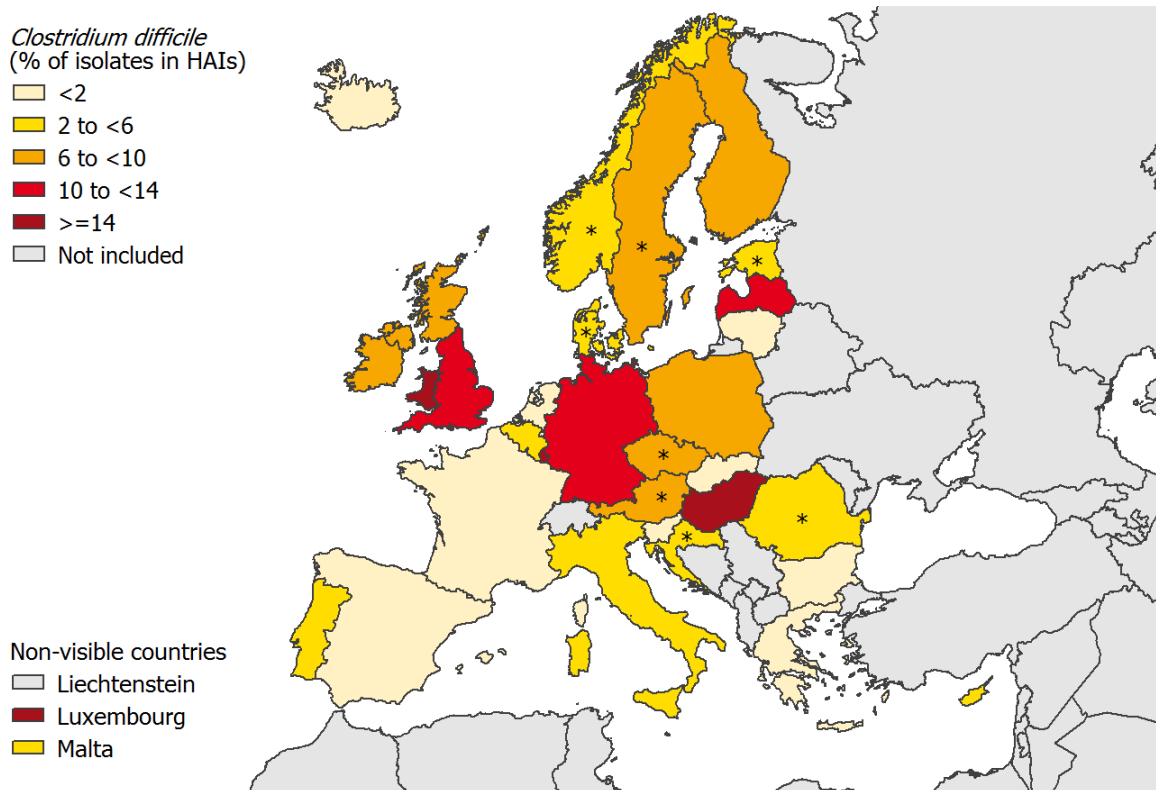 Clostridium difficile
(% of isolates in HAIs)
<2
2 to <6
6 to <10
10 to <14
>=14
Not included
*
*
*
*
*
*
*
*
Non-visible countries
Liechtenstein
Luxembourg
Malta